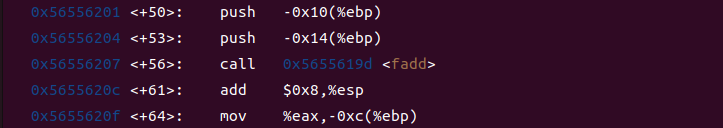 0x56556201 <+50>: push -0x10(%ebp)
0x56556204 <+53>: push -0x14(%ebp)
0x56556207 <+56>: call 0x5655619d <fadd>
0x5655620c <+61>: add $0x8,%esp
0x5655620f <+64>: mov %eax,-0xc(%ebp)